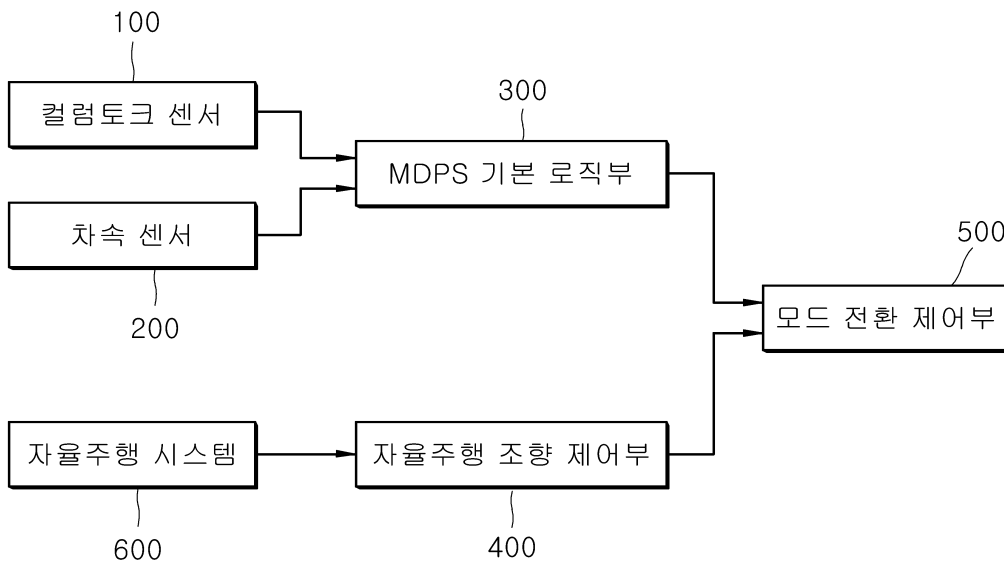 100
컬럼토크 센서
300
MDPS 기본 로직부
차속 센서
200
500
모드 전환 제어부
자율주행 시스템
600
자율주행 조향 제어부
400